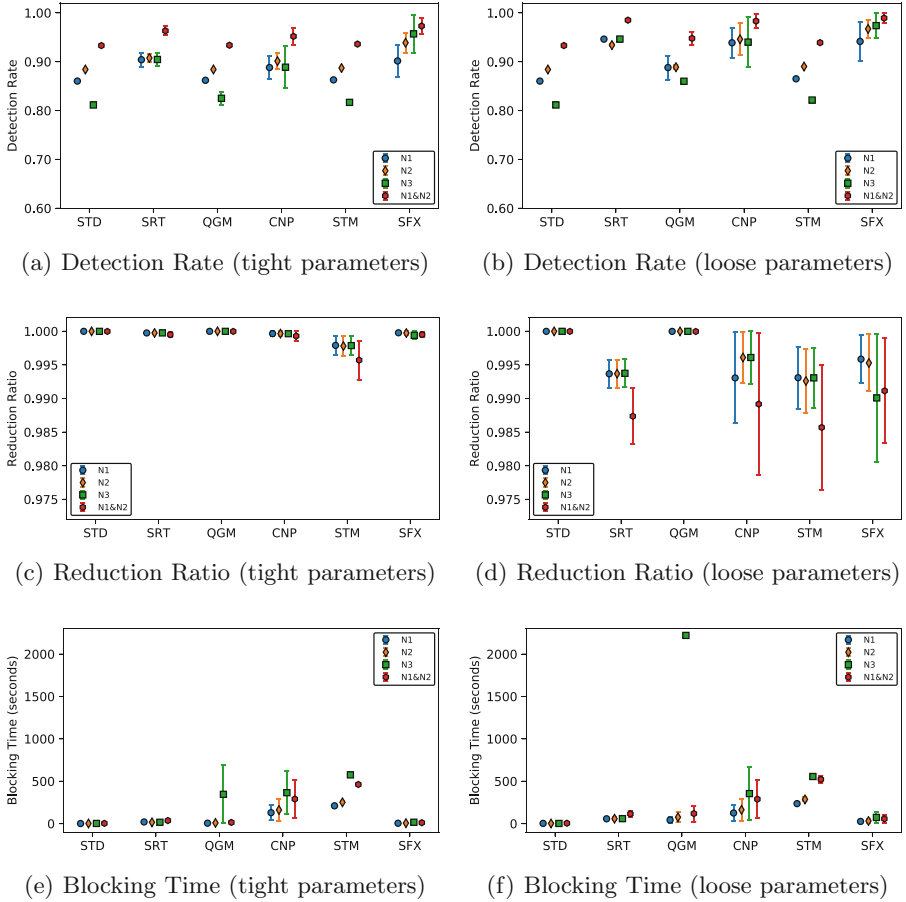 Detection Rate
1.00
0.90
0.80
0.70
0.60
N1
N2
N3
N1&N2
STD SRT QGM CNP STM SFX
(a) Detection Rate (tight parameters)
Detection Rate
1.00
0.90
0.80
0.70
0.60
N1
N2
N3
N1&N2
STD SRT QGM CNP STM SFX
(b) Detection Rate (loose parameters)
Reduction Ratio
1.000
0.995
0.990
0.985
0.980
0.975
N1
N2
N3
N1&N2
STD SRT QGM CNP STM SFX
(c) Reduction Ratio (tight parameters)
Reduction Ratio
1.000
0.995
0.990
0.985
0.980
0.975
N1
N2
N3
N1&N2
STD SRT QGM CNP STM SFX
(d) Reduction Ratio (loose parameters)
Blocking Time (seconds)
2000
1500
1000
500
0
N1
N2
N3
N1&N2
STD SRT QGM CNP STM SFX
(e) Blocking Time (tight parameters)
Blocking Time (seconds)
2000
1500
1000
500
0
N1
N2
N3
N1&N2
STD SRT QGM CNP STM SFX
(f) Blocking Time (loose parameters)